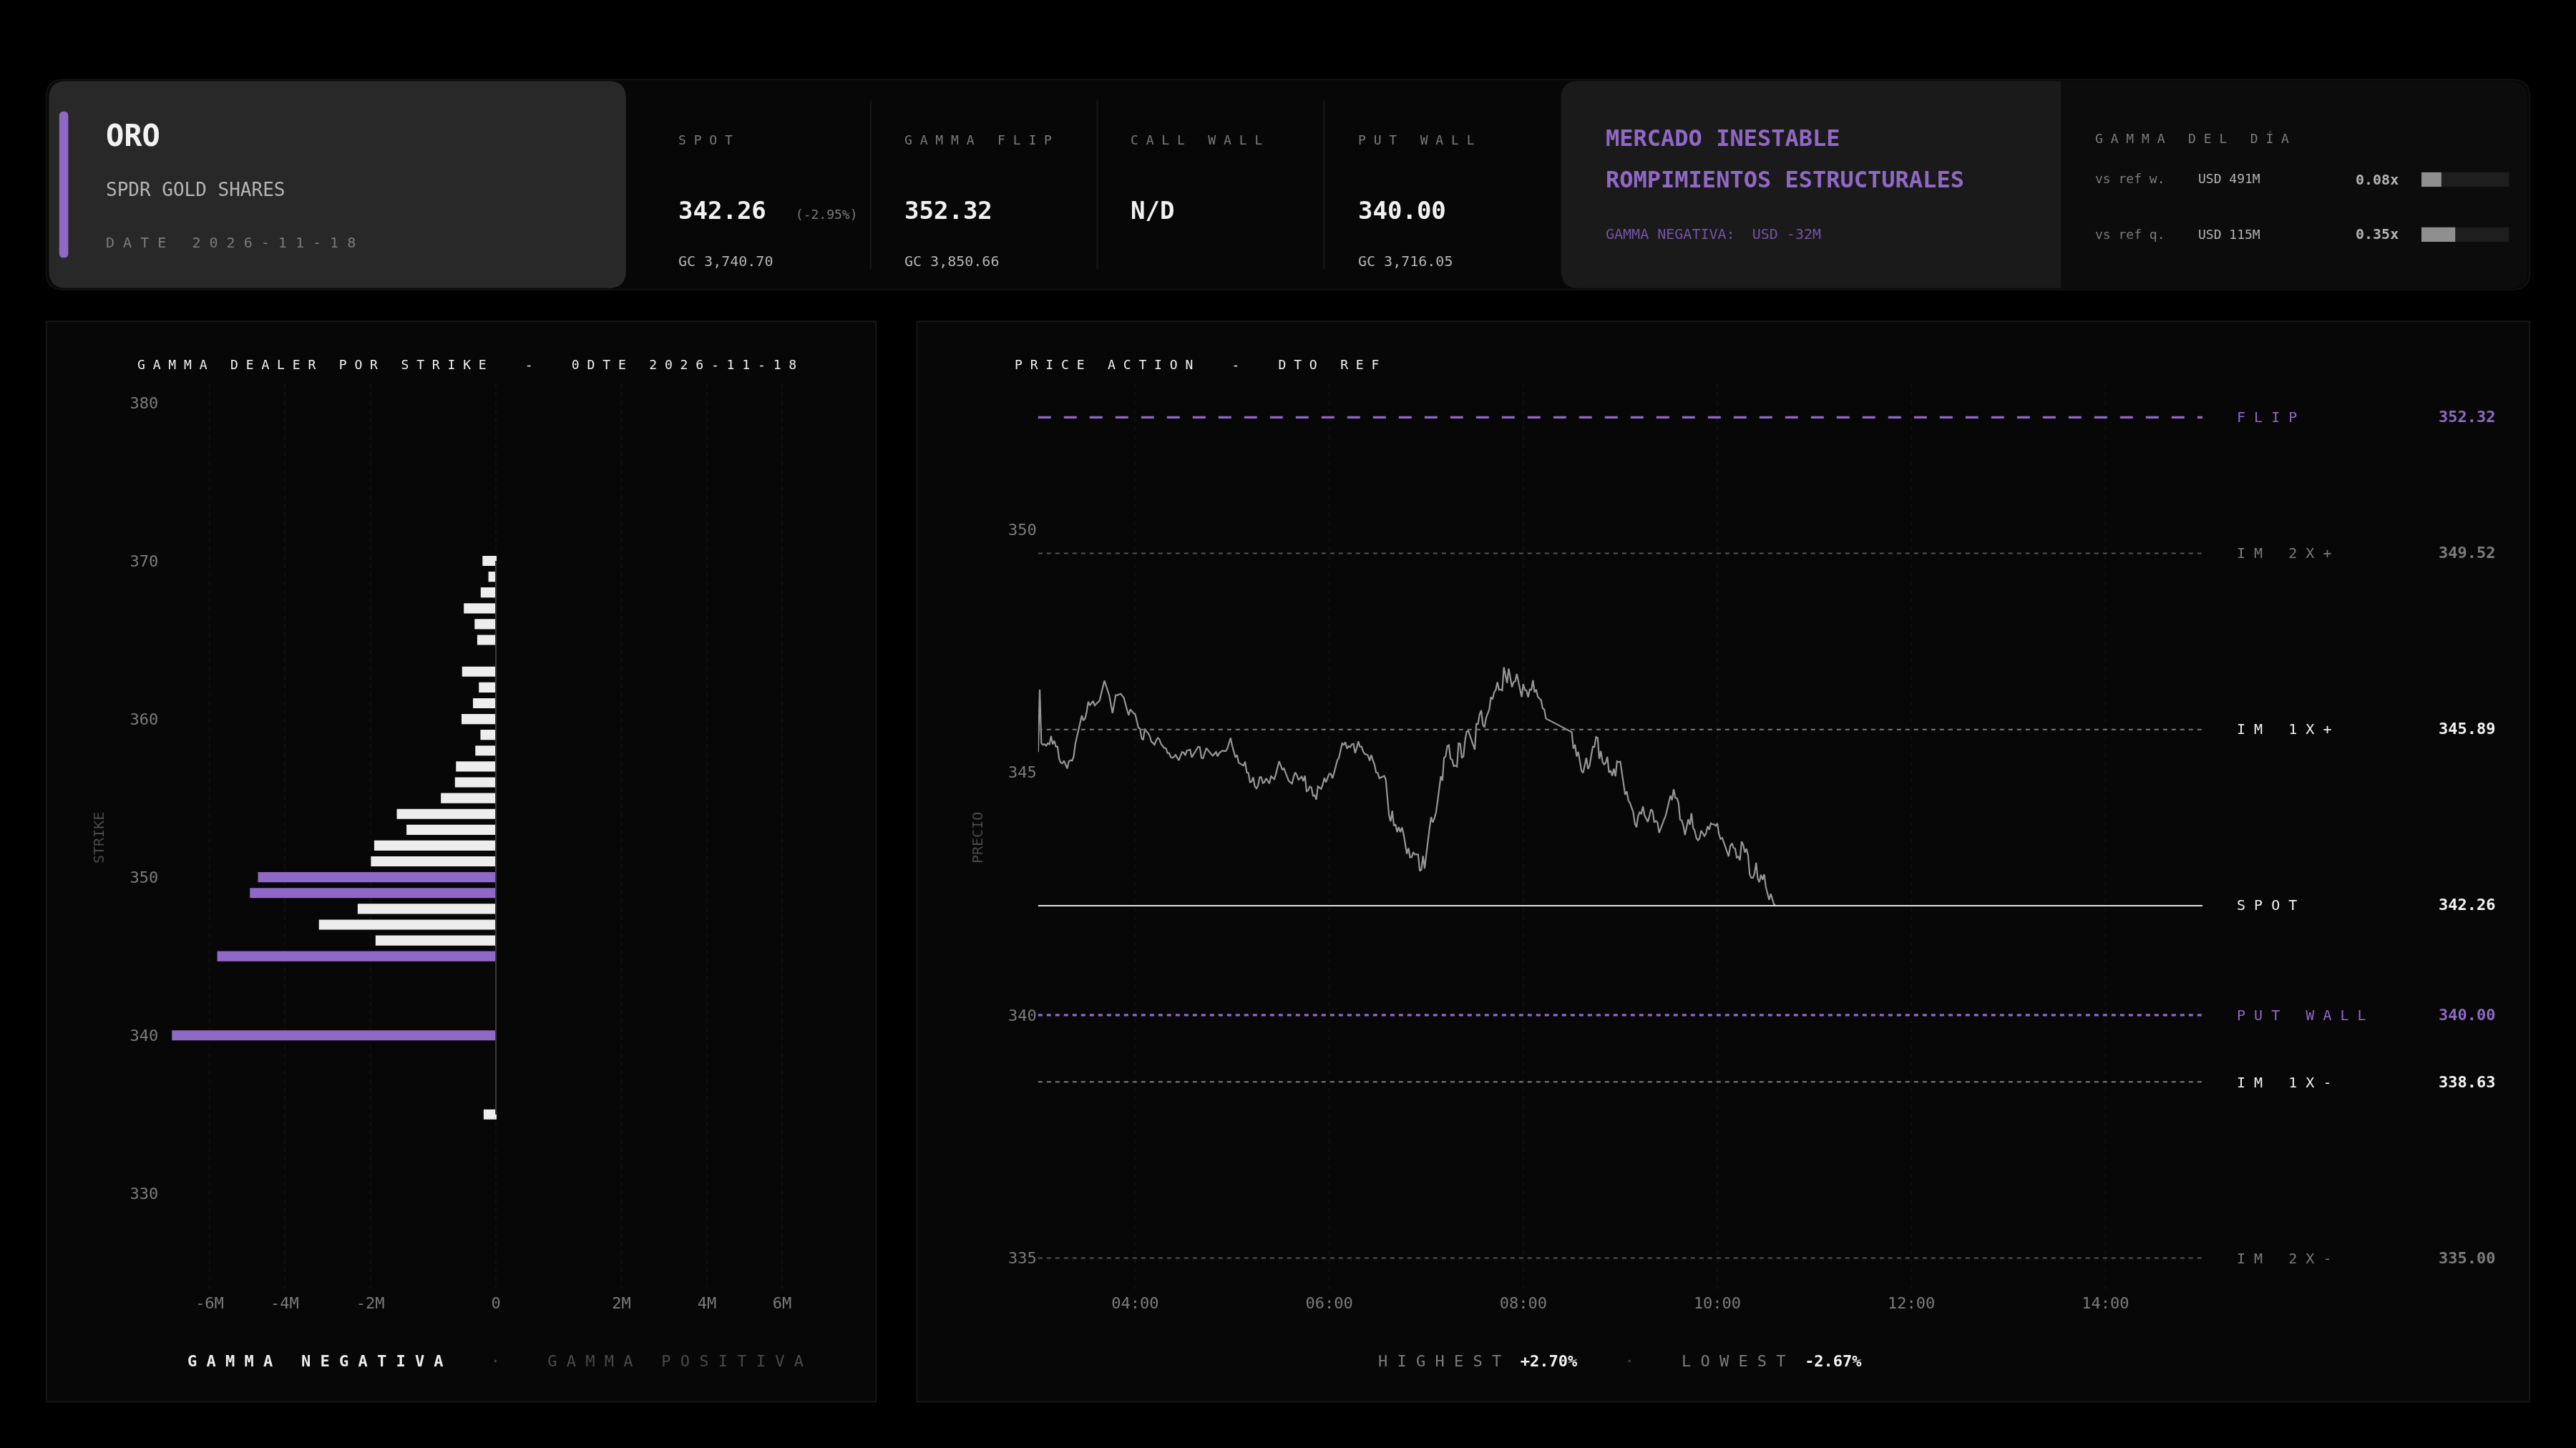 ORO
SPDR GOLD SHARES
DATE 2026-11-18
SPOT
342.26 (-2.95%)
GC 3,740.70
GAMMA FLIP
352.32
GC 3,850.66
CALL WALL
N/D
PUT WALL
340.00
GC 3,716.05
MERCADO INESTABLE
ROMPIMIENTOS ESTRUCTURALES
GAMMA NEGATIVA: USD -32M
GAMMA DEL DÍA
vs ref w. USD 491M 0.08x
vs ref q. USD 115M 0.35x
GAMMA DEALER POR STRIKE - 0DTE 2026-11-18
380
370
360
350
340
330
STRIKE
-6M -4M -2M 0 2M 4M 6M
GAMMA NEGATIVA · GAMMA POSITIVA
PRICE ACTION - DTO REF
FLIP 352.32
350
IM 2X+ 349.52
IM 1X+ 345.89
345
PRECIO
SPOT 342.26
340
PUT WALL 340.00
IM 1X- 338.63
335
IM 2X- 335.00
04:00 06:00 08:00 10:00 12:00 14:00
HIGHEST +2.70% · LOWEST -2.67%